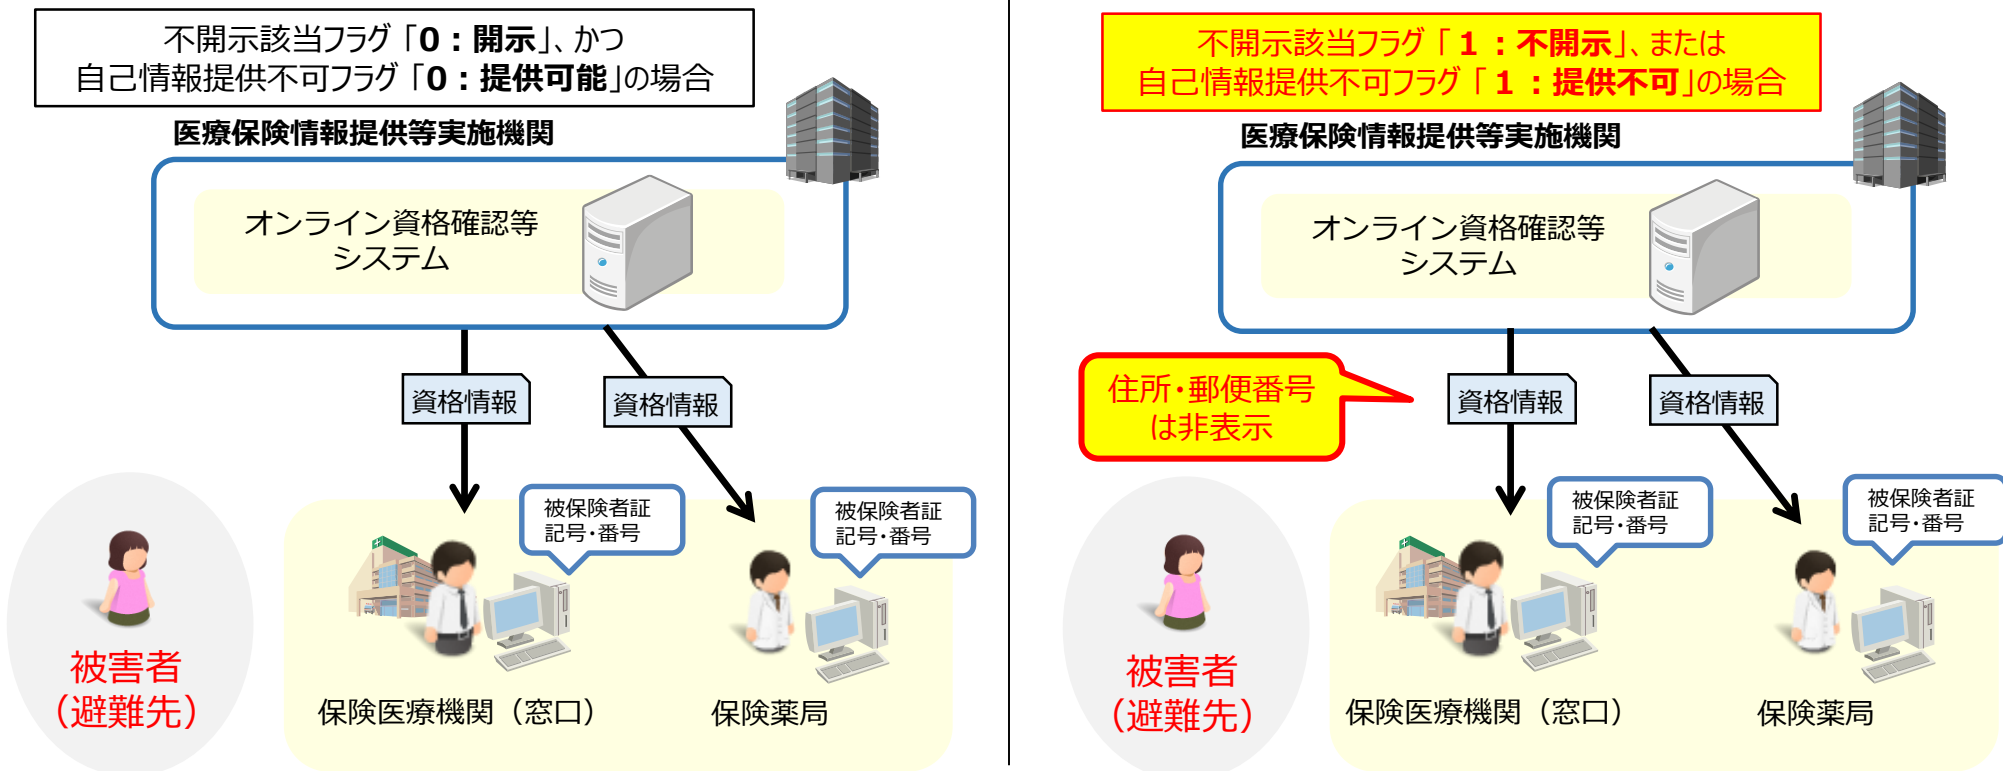 不開示該当フラグ「０：開示」、かつ
自己情報提供不可フラグ「０：提供可能」の場合
医療保険情報提供等実施機関
オンライン資格確認等
システム
資格情報
資格情報
被保険者証
記号・番号
被保険者証
記号・番号
被害者
（避難先）
保険医療機関（窓口）
保険薬局
不開示該当フラグ「１：不開示」、または
自己情報提供不可フラグ「１：提供不可」の場合
医療保険情報提供等実施機関
オンライン資格確認等
システム
住所・郵便番号
は非表示
資格情報
資格情報
被保険者証
記号・番号
被保険者証
記号・番号
被害者
（避難先）
保険医療機関（窓口）
保険薬局